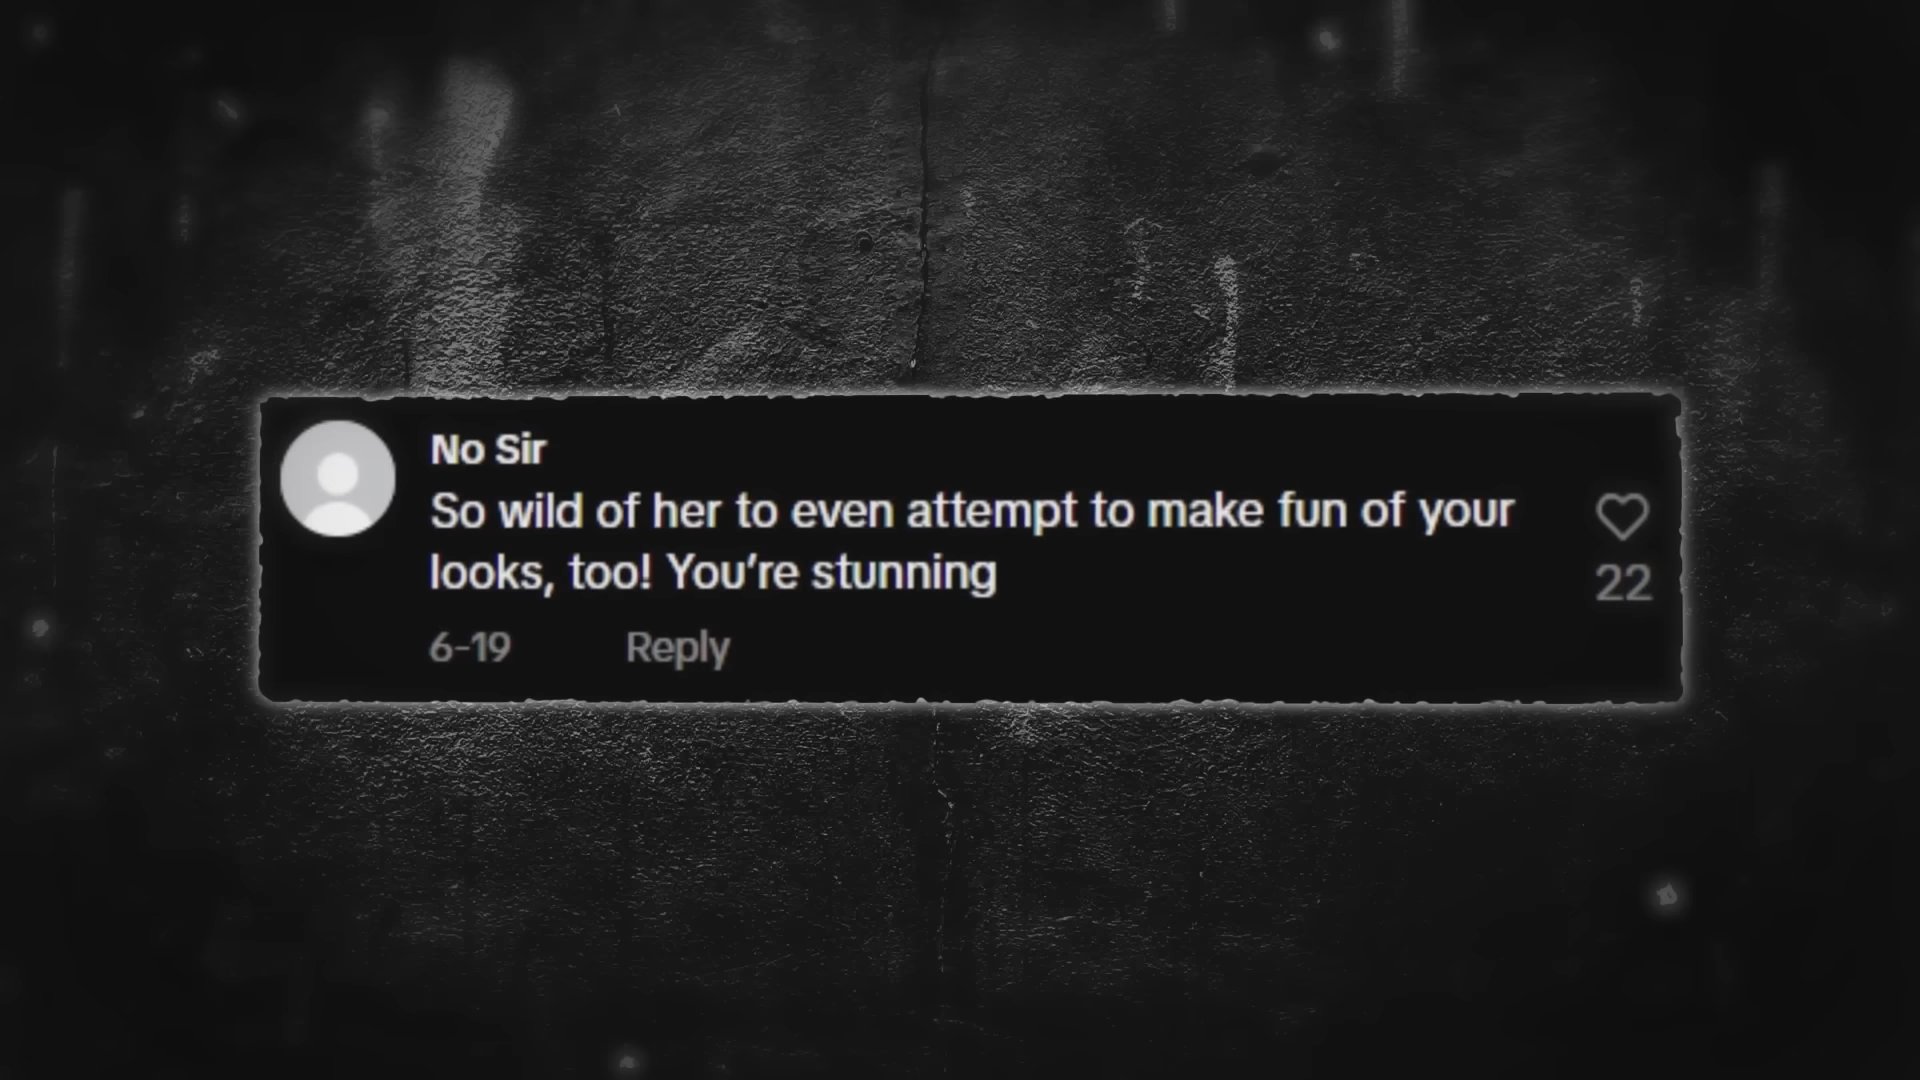 No Sir
So wild of her to even attempt to make fun of your
looks, too! You’re stunning
22
6-19 Reply